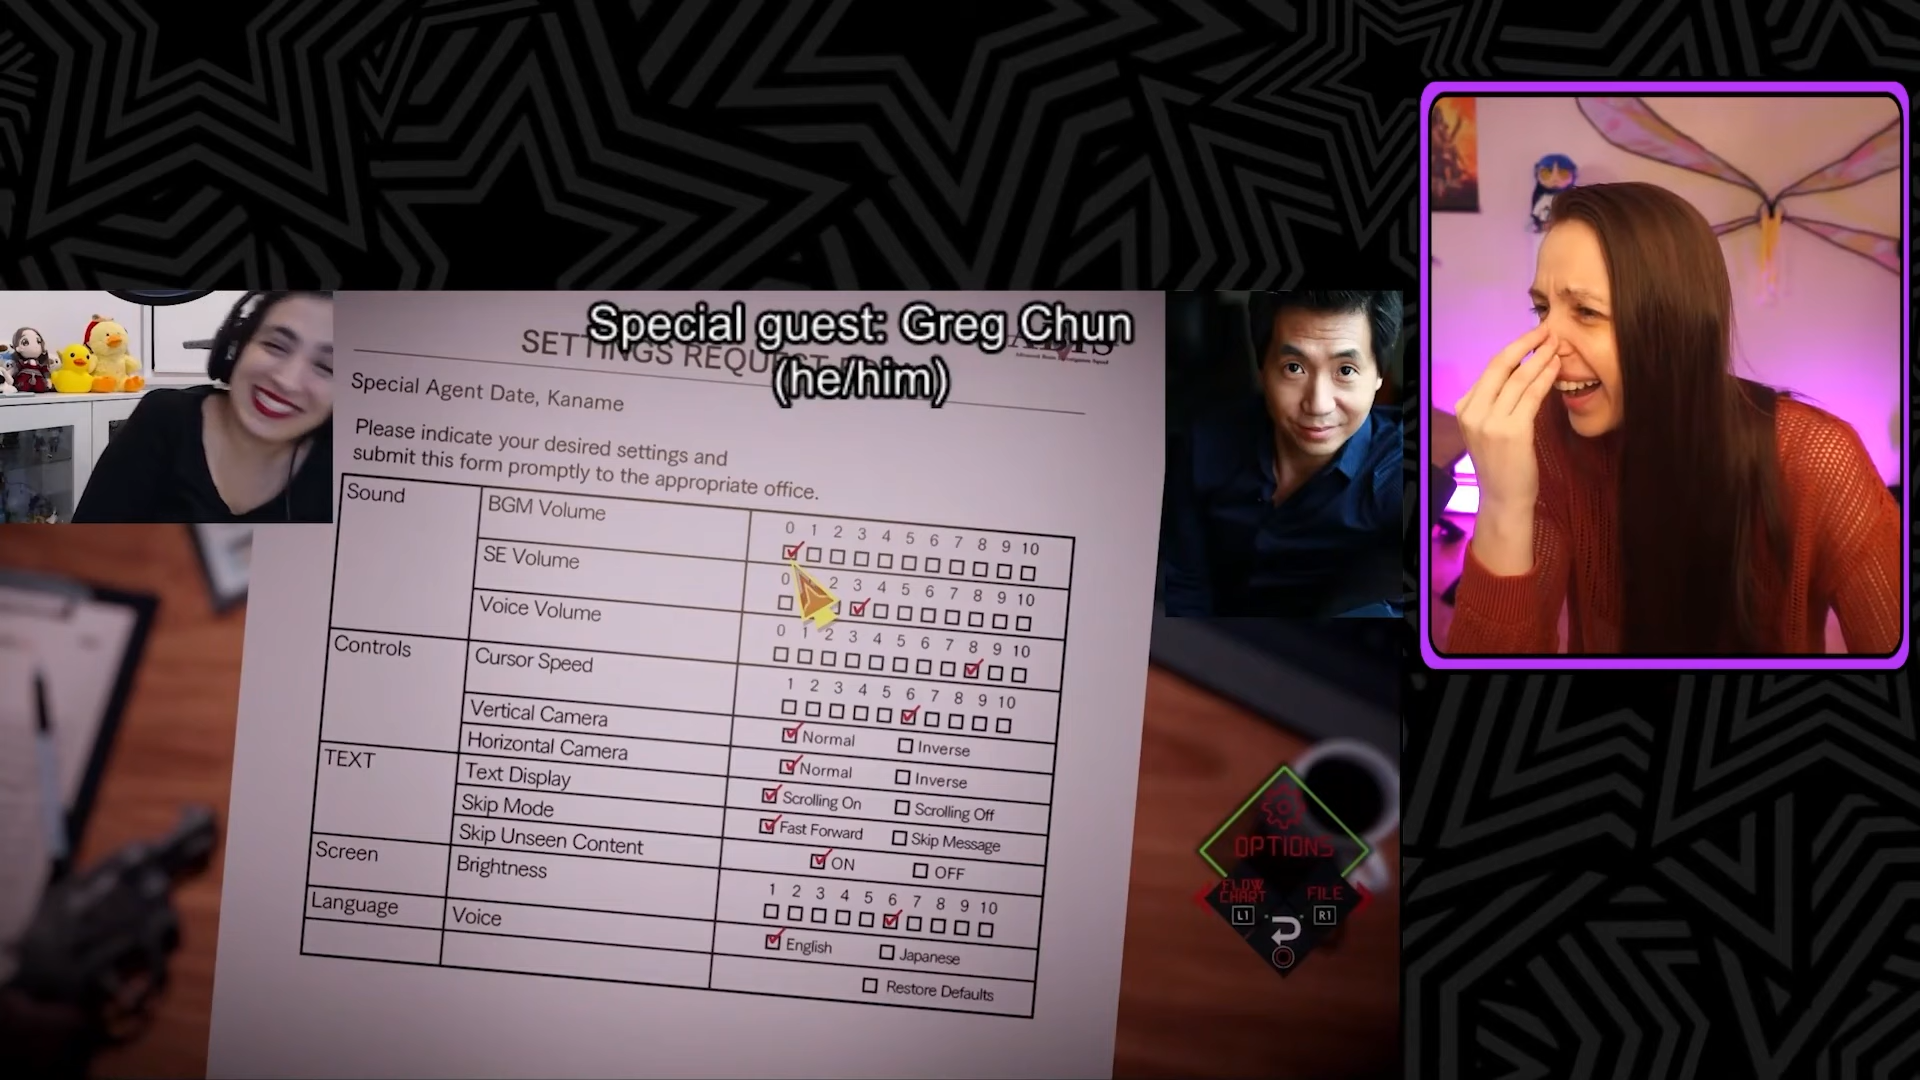 Special guest: Greg Chun
(he/him)
SETTINGS REQUEST
Special Agent Date, Kaname
Please indicate your desired settings and
submit this form promptly to the appropriate office.
Sound
BGM Volume
0 1 2 3 4 5 6 7 8 9 10
SE Volume
0 2 3 4 5 6 7 8 9 10
Voice Volume
0 1 2 3 4 5 6 7 8 9 10
Controls
Cursor Speed
1 2 3 4 5 6 7 8 9 10
Vertical Camera
Normal Inverse
Horizontal Camera
Normal Inverse
TEXT
Text Display
Scrolling On Scrolling Off
Skip Mode
Fast Forward Skip Message
Skip Unseen Content
ON OFF
Screen
Brightness
1 2 3 4 5 6 7 8 9 10
Language
Voice
English Japanese
Restore Defaults
OPTIONS
FLOW
CHART
FILE
L1
R1